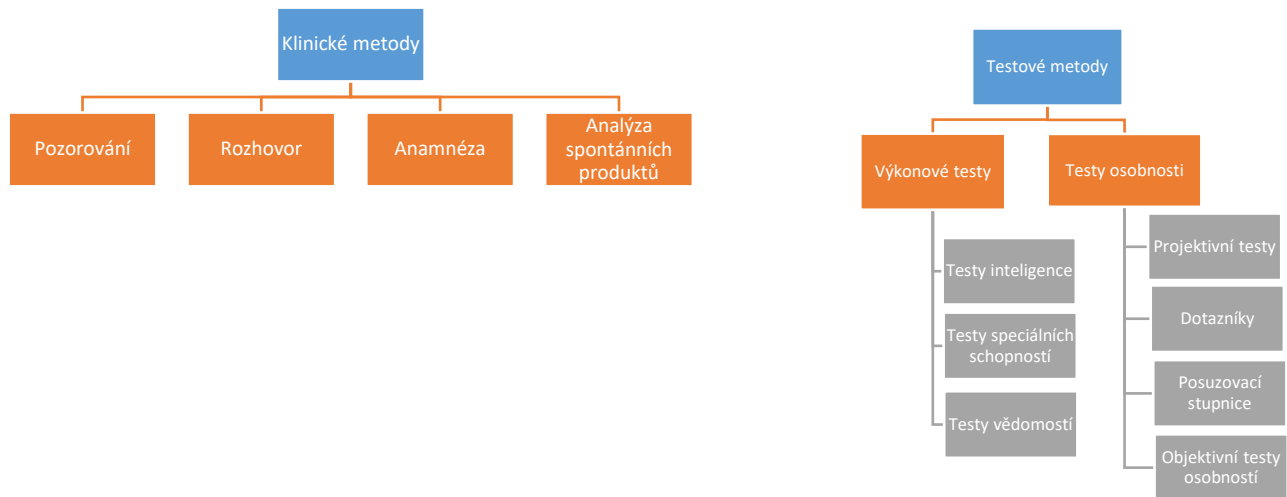 Klinické metody
Pozorování
Rozhovor
Anamnéza
Analýza
spontánních
produktů
Testové metody
Výkonové testy
Testy osobnosti
Testy inteligence
Testy speciálních
schopností
Testy vědomostí
Projektivní testy
Dotazníky
Posuzovací
stupnice
Objektivní testy
osobností